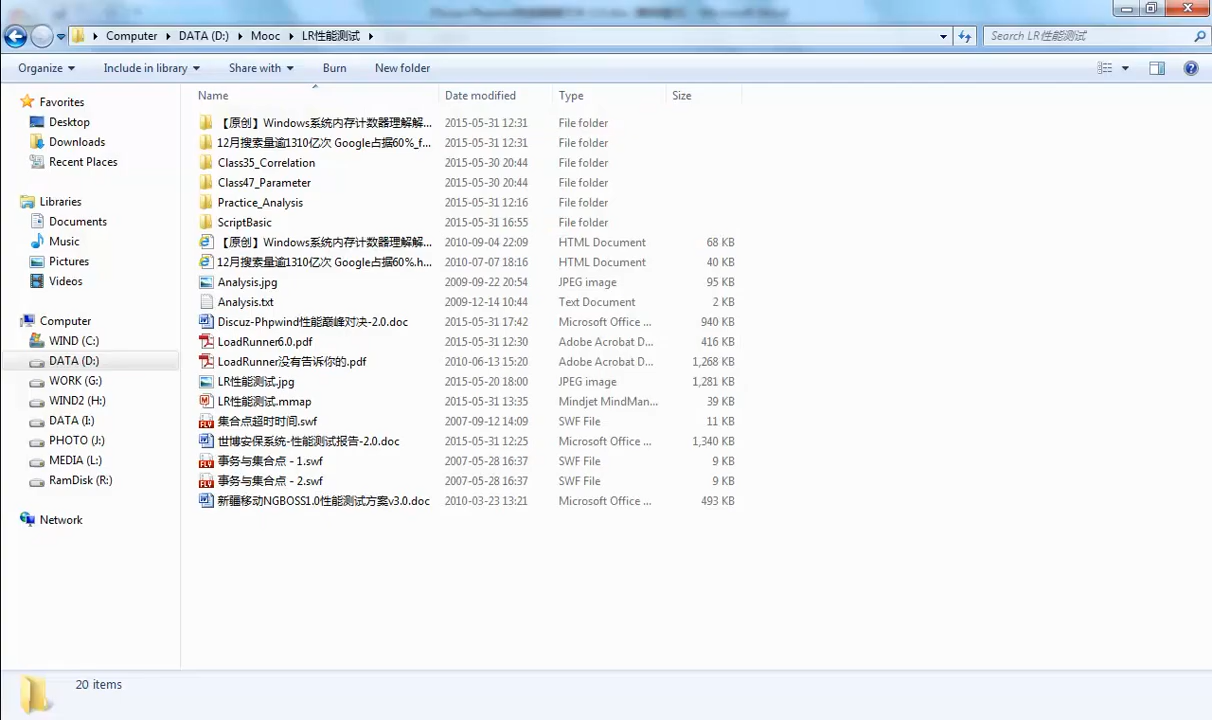 Computer
DATA (D:)
Mooc
LR性能测试
Search LR性能测试
Organize
Include in library
Share with
Burn
New folder
Favorites
Desktop
Downloads
Recent Places
Libraries
Documents
Music
Pictures
Videos
Computer
WIND (C:)
DATA (D:)
WORK (G:)
WIND2 (H:)
DATA (I:)
PHOTO (J:)
MEDIA (L:)
RamDisk (R:)
Network
Name Date modified Type Size
【原创】Windows系统内存计数器理解解... 2015-05-31 12:31 File folder
12月搜索量逾1310亿次 Google占据60%_f... 2015-05-31 12:31 File folder
Class35_Correlation 2015-05-30 20:44 File folder
Class47_Parameter 2015-05-30 20:44 File folder
Practice_Analysis 2015-05-31 12:16 File folder
ScriptBasic 2015-05-31 16:55 File folder
【原创】Windows系统内存计数器理解解... 2010-09-04 22:09 HTML Document 68 KB
12月搜索量逾1310亿次 Google占据60%.h... 2010-07-07 18:16 HTML Document 40 KB
Analysis.jpg 2009-09-22 20:54 JPEG image 95 KB
Analysis.txt 2009-12-14 10:44 Text Document 2 KB
Discuz-Phpwind性能巅峰对决-2.0.doc 2015-05-31 17:42 Microsoft Office ... 940 KB
LoadRunner6.0.pdf 2015-05-31 12:30 Adobe Acrobat D... 416 KB
LoadRunner没有告诉你的.pdf 2010-06-13 15:20 Adobe Acrobat D... 1,268 KB
LR性能测试.jpg 2015-05-20 18:00 JPEG image 1,281 KB
LR性能测试.mmap 2015-05-31 13:35 Mindjet MindMan... 39 KB
集合点超时时间.swf 2007-09-12 14:09 SWF File 11 KB
世博安保系统-性能测试报告-2.0.doc 2015-05-31 12:25 Microsoft Office ... 1,340 KB
事务与集合点 - 1.swf 2007-05-28 16:37 SWF File 9 KB
事务与集合点 - 2.swf 2007-05-28 16:37 SWF File 9 KB
新疆移动NGBOSS1.0性能测试方案v3.0.doc 2010-03-23 13:21 Microsoft Office ... 493 KB
20 items